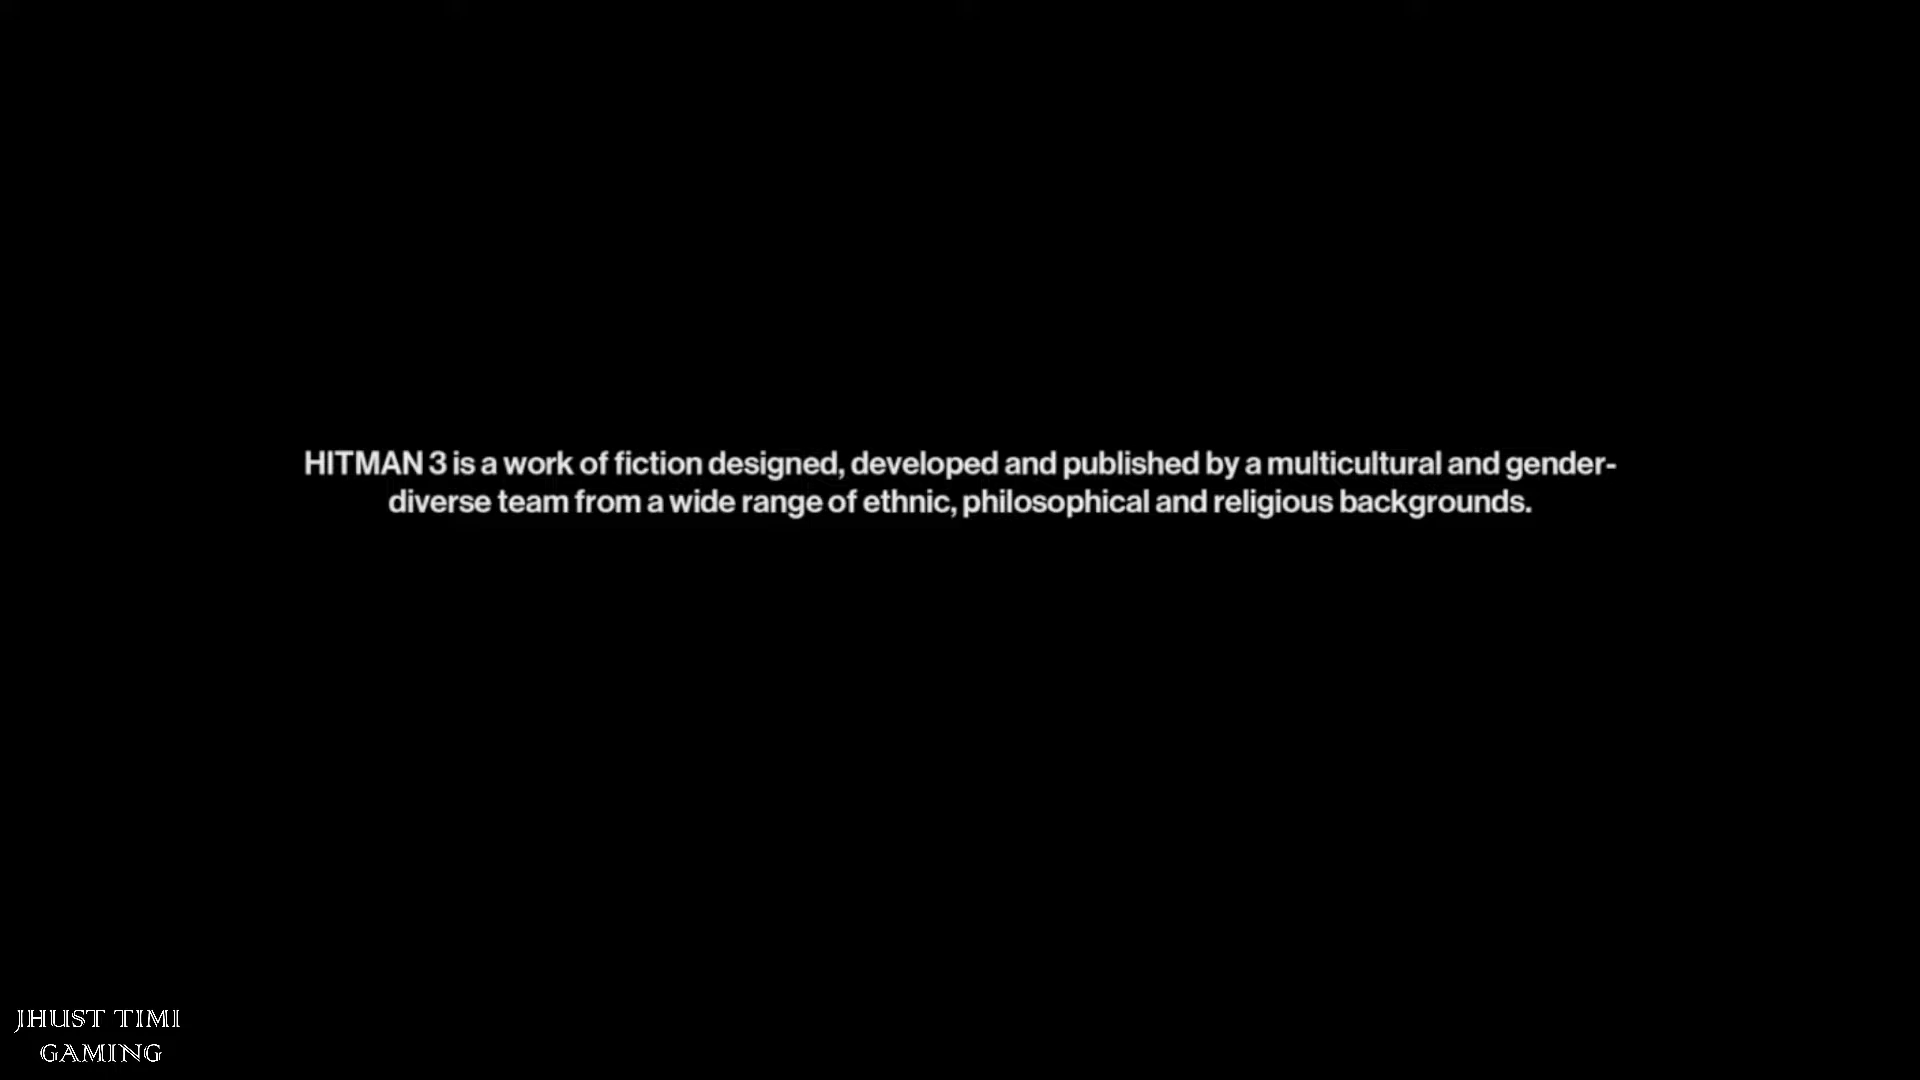 HITMAN 3 is a work of fiction designed, developed and published by a multicultural and gender-
diverse team from a wide range of ethnic, philosophical and religious backgrounds.
JHUST TIMI
GAMING